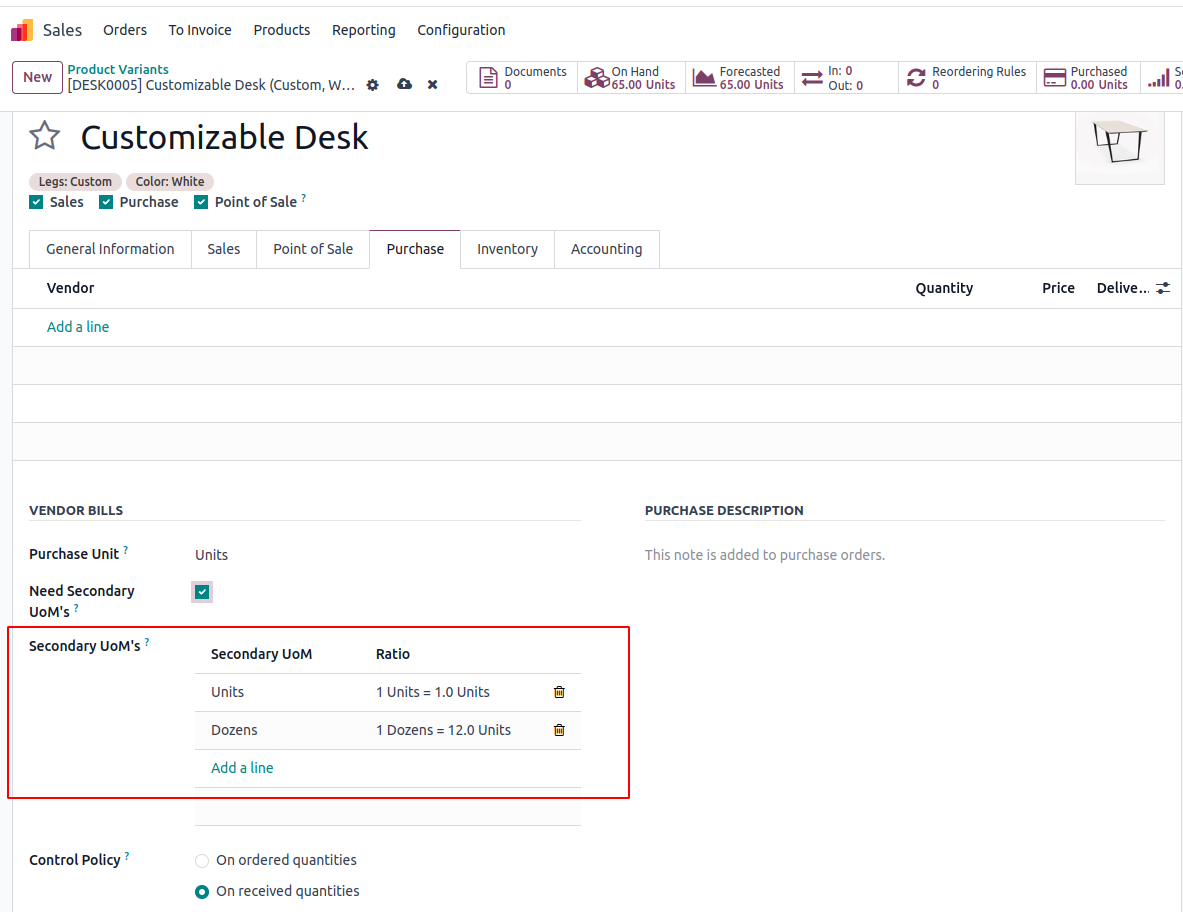 Sales Orders To Invoice Products Reporting Configuration
New
Product Variants
[DESK0005] Customizable Desk (Custom, W...
Documents
0
On Hand
65.00 Units
Forecasted
65.00 Units
In: 0
Out: 0
Reordering Rules
0
Purchased
0.00 Units
Customizable Desk
Legs: Custom Color: White
Sales Purchase Point of Sale ?
General Information Sales Point of Sale Purchase Inventory Accounting
Vendor Quantity Price Delive...
Add a line
VENDOR BILLS
Purchase Unit ? Units
Need Secondary
UoM's ?
Secondary UoM's ?
Secondary UoM Ratio
Units 1 Units = 1.0 Units
Dozens 1 Dozens = 12.0 Units
Add a line
Control Policy ? On ordered quantities
On received quantities
PURCHASE DESCRIPTION
This note is added to purchase orders.